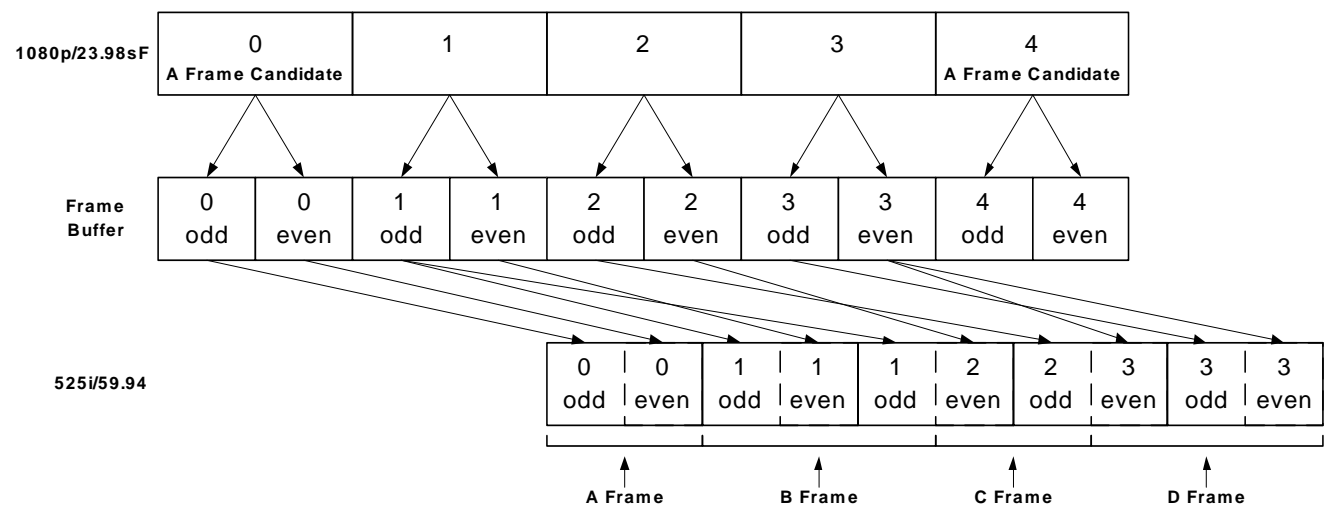 1080p/23.98sF
0 1 2 3 4
A Frame Candidate A Frame Candidate
Frame
Buffer
0 0 1 1 2 2 3 3 4 4
odd even odd even odd even odd even odd even
525i/59.94
0 0 1 1 1 2 2 3 3 3
odd even odd even odd even odd even odd even
A Frame B Frame C Frame D Frame